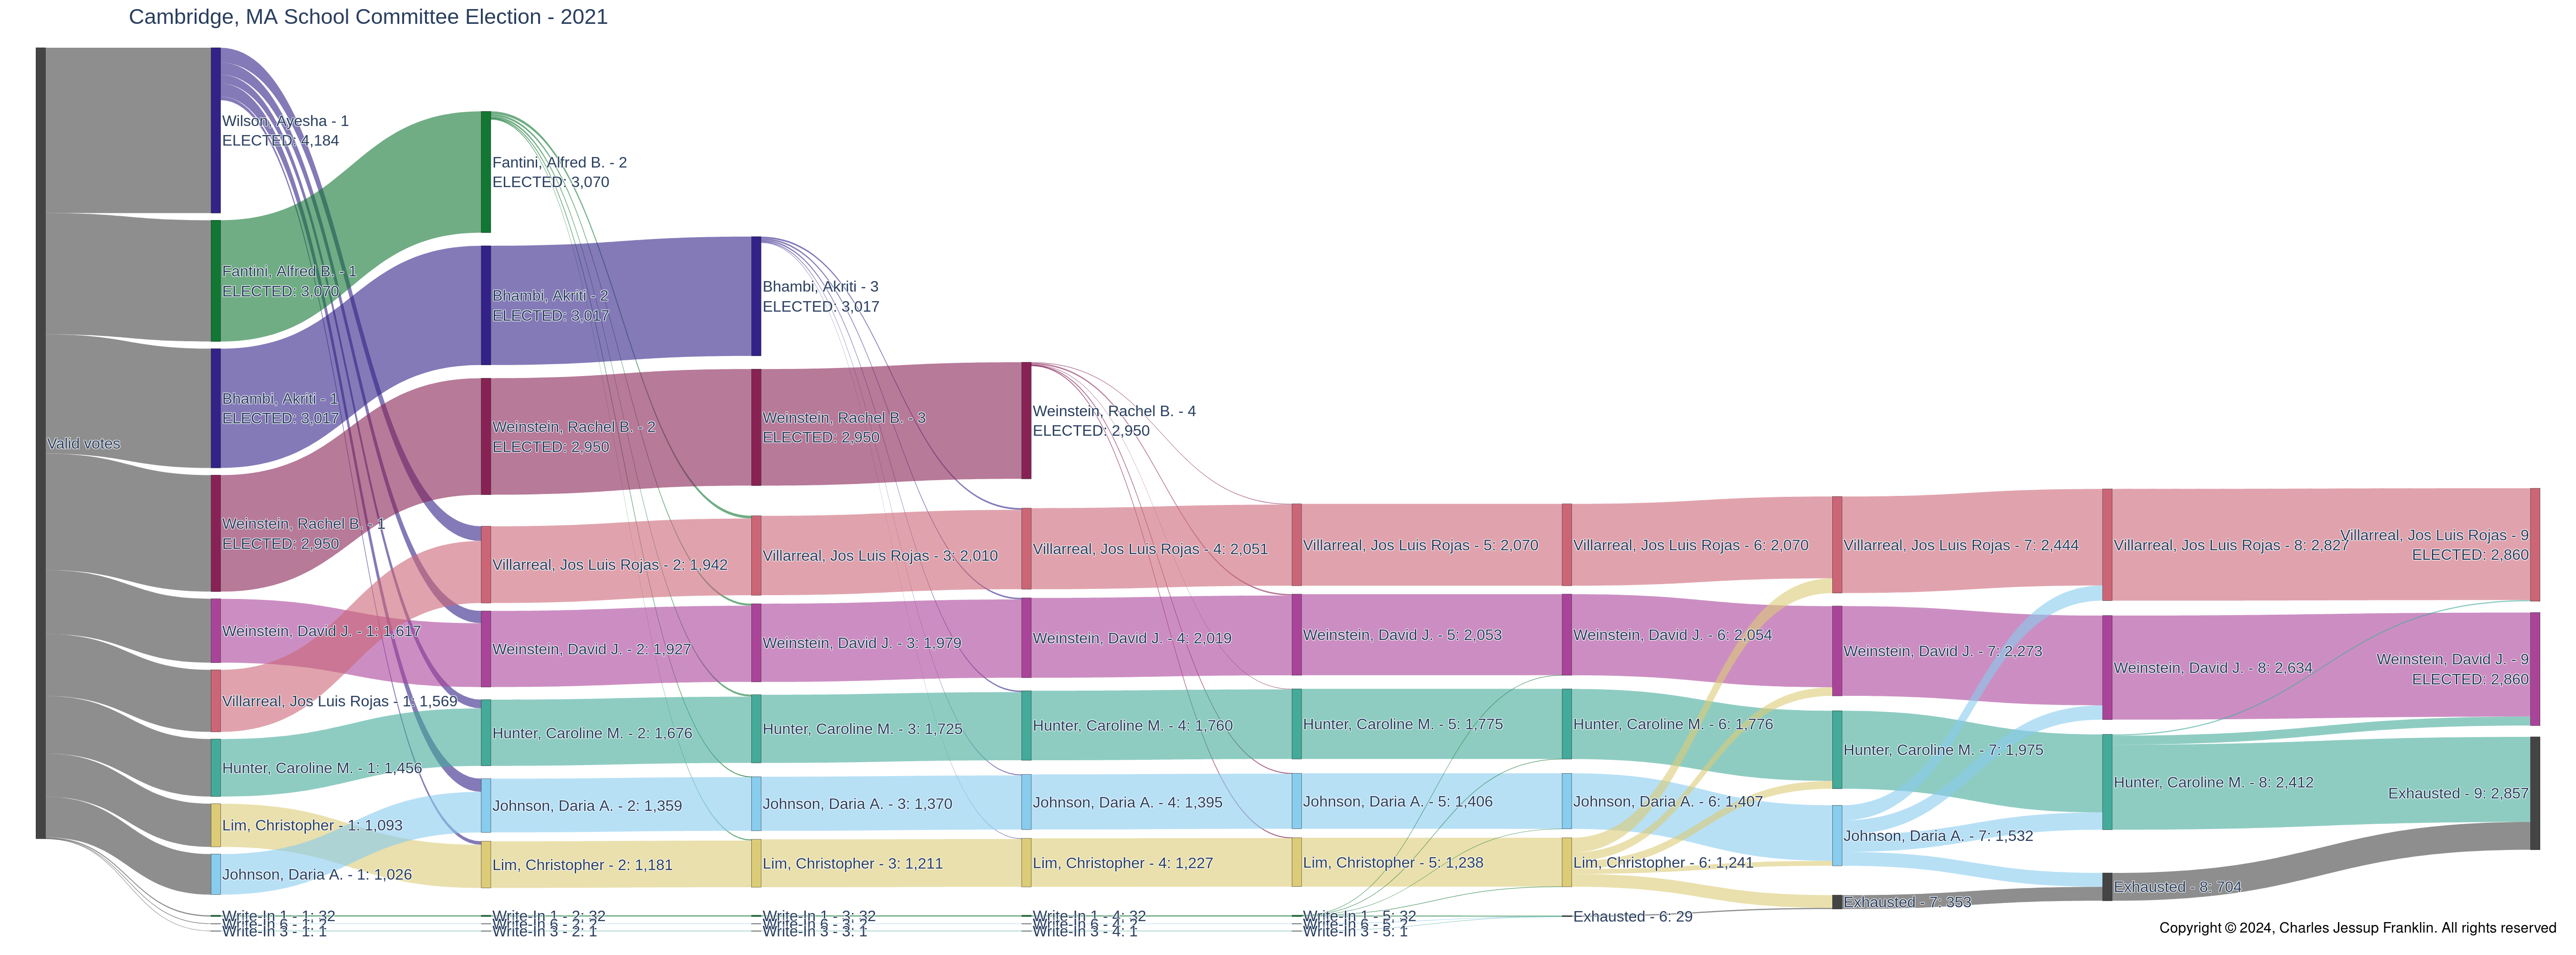 Cambridge, MA School Committee Election - 2021
Valid votes
Wilson, Ayesha - 1
ELECTED: 4,184
Fantini, Alfred B. - 1
ELECTED: 3,070
Bhambi, Akriti - 1
ELECTED: 3,017
Weinstein, Rachel B. - 1
ELECTED: 2,950
Weinstein, David J. - 1: 1,617
Villarreal, Jos Luis Rojas - 1: 1,569
Hunter, Caroline M. - 1: 1,456
Lim, Christopher - 1: 1,093
Johnson, Daria A. - 1: 1,026
Write-In 1 - 1: 32
Write-In 6 - 1: 2
Write-In 3 - 1: 1
Fantini, Alfred B. - 2
ELECTED: 3,070
Bhambi, Akriti - 2
ELECTED: 3,017
Weinstein, Rachel B. - 2
ELECTED: 2,950
Villarreal, Jos Luis Rojas - 2: 1,942
Weinstein, David J. - 2: 1,927
Hunter, Caroline M. - 2: 1,676
Johnson, Daria A. - 2: 1,359
Lim, Christopher - 2: 1,181
Write-In 1 - 2: 32
Write-In 6 - 2: 2
Write-In 3 - 2: 1
Bhambi, Akriti - 3
ELECTED: 3,017
Weinstein, Rachel B. - 3
ELECTED: 2,950
Villarreal, Jos Luis Rojas - 3: 2,010
Weinstein, David J. - 3: 1,979
Hunter, Caroline M. - 3: 1,725
Johnson, Daria A. - 3: 1,370
Lim, Christopher - 3: 1,211
Write-In 1 - 3: 32
Write-In 6 - 3: 2
Write-In 3 - 3: 1
Weinstein, Rachel B. - 4
ELECTED: 2,950
Villarreal, Jos Luis Rojas - 4: 2,051
Weinstein, David J. - 4: 2,019
Hunter, Caroline M. - 4: 1,760
Johnson, Daria A. - 4: 1,395
Lim, Christopher - 4: 1,227
Write-In 1 - 4: 32
Write-In 6 - 4: 2
Write-In 3 - 4: 1
Villarreal, Jos Luis Rojas - 5: 2,070
Weinstein, David J. - 5: 2,053
Hunter, Caroline M. - 5: 1,775
Johnson, Daria A. - 5: 1,406
Lim, Christopher - 5: 1,238
Write-In 1 - 5: 32
Write-In 6 - 5: 2
Write-In 3 - 5: 1
Villarreal, Jos Luis Rojas - 6: 2,070
Weinstein, David J. - 6: 2,054
Hunter, Caroline M. - 6: 1,776
Johnson, Daria A. - 6: 1,407
Lim, Christopher - 6: 1,241
Exhausted - 6: 29
Villarreal, Jos Luis Rojas - 7: 2,444
Weinstein, David J. - 7: 2,273
Hunter, Caroline M. - 7: 1,975
Johnson, Daria A. - 7: 1,532
Exhausted - 7: 353
Villarreal, Jos Luis Rojas - 8: 2,827
Weinstein, David J. - 8: 2,634
Hunter, Caroline M. - 8: 2,412
Exhausted - 8: 704
Villarreal, Jos Luis Rojas - 9
ELECTED: 2,860
Weinstein, David J. - 9
ELECTED: 2,860
Exhausted - 9: 2,857
Copyright © 2024, Charles Jessup Franklin. All rights reserved